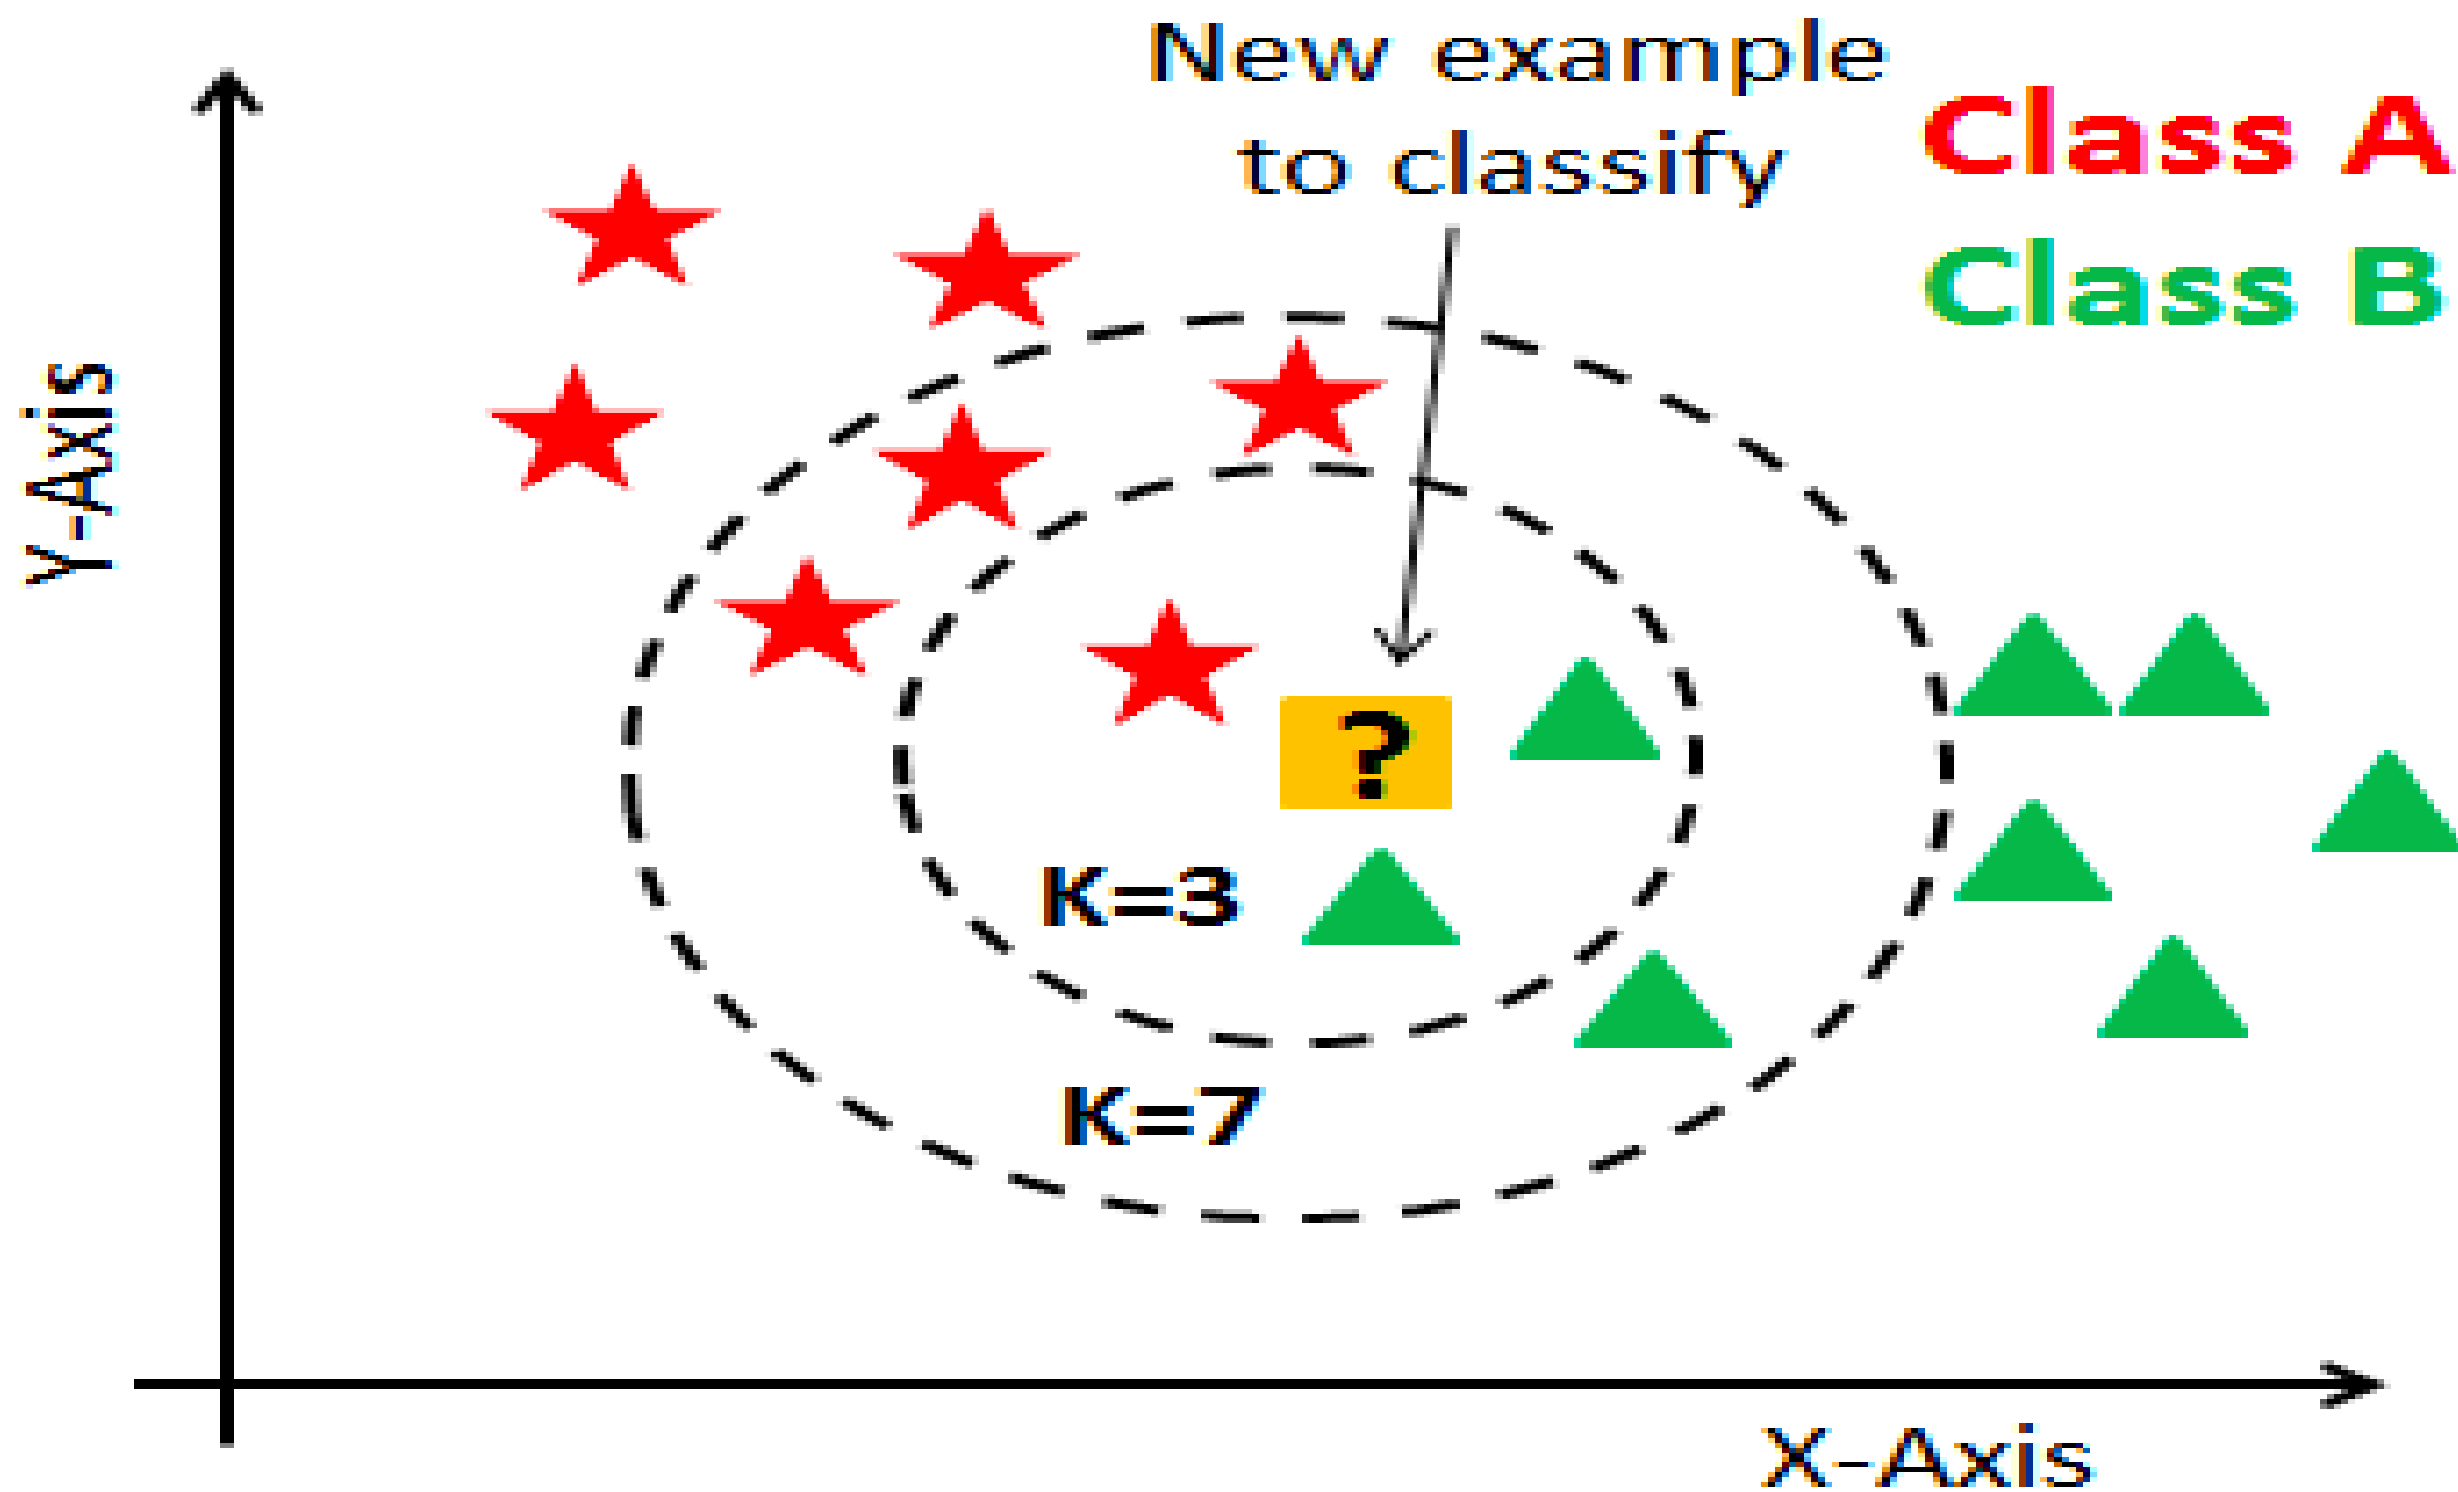 New example
to classify
Class A
Class B
Y-Axis
?
K=3
K=7
X-Axis